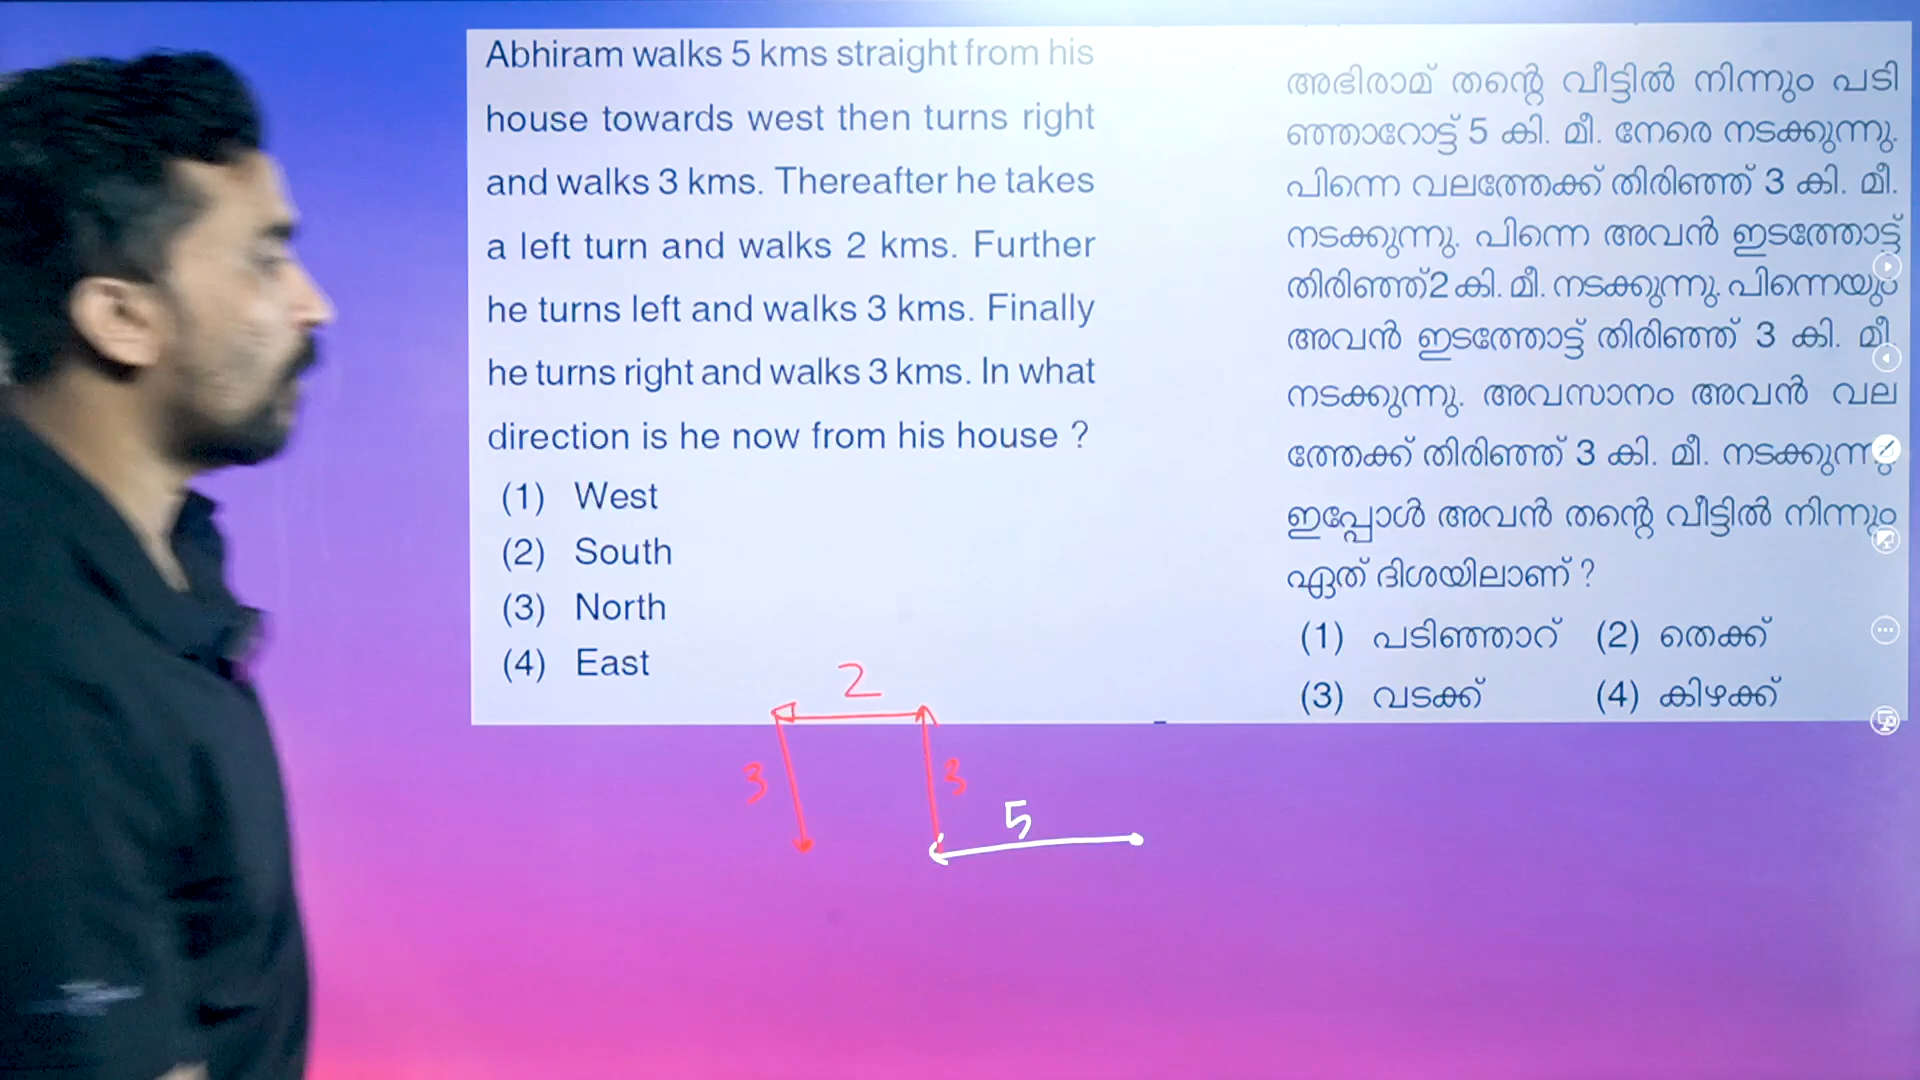 Abhiram walks 5 kms straight from his
house towards west then turns right
and walks 3 kms. Thereafter he takes
a left turn and walks 2 kms. Further
he turns left and walks 3 kms. Finally
he turns right and walks 3 kms. In what
direction is he now from his house ?
(1) West
(2) South
(3) North
(4) East
അഭിരാമ് തന്റെ വീട്ടിൽ നിന്നും പടി
ഞ്ഞാറോട്ട് 5 കി. മീ. നേരെ നടക്കുന്നു.
പിന്നെ വലത്തേക്ക് തിരിഞ്ഞ് 3 കി. മീ.
നടക്കുന്നു. പിന്നെ അവൻ ഇടത്തോട്ട്
തിരിഞ്ഞ് 2 കി. മീ. നടക്കുന്നു. പിന്നെയും
അവൻ ഇടത്തോട്ട് തിരിഞ്ഞ് 3 കി. മീ.
നടക്കുന്നു. അവസാനം അവൻ വല
ത്തേക്ക് തിരിഞ്ഞ് 3 കി. മീ. നടക്കുന്നു.
ഇപ്പോൾ അവൻ തന്റെ വീട്ടിൽ നിന്നും
ഏത് ദിശയിലാണ് ?
(1) പടിഞ്ഞാറ് (2) തെക്ക്
(3) വടക്ക് (4) കിഴക്ക്
2
3
3
5